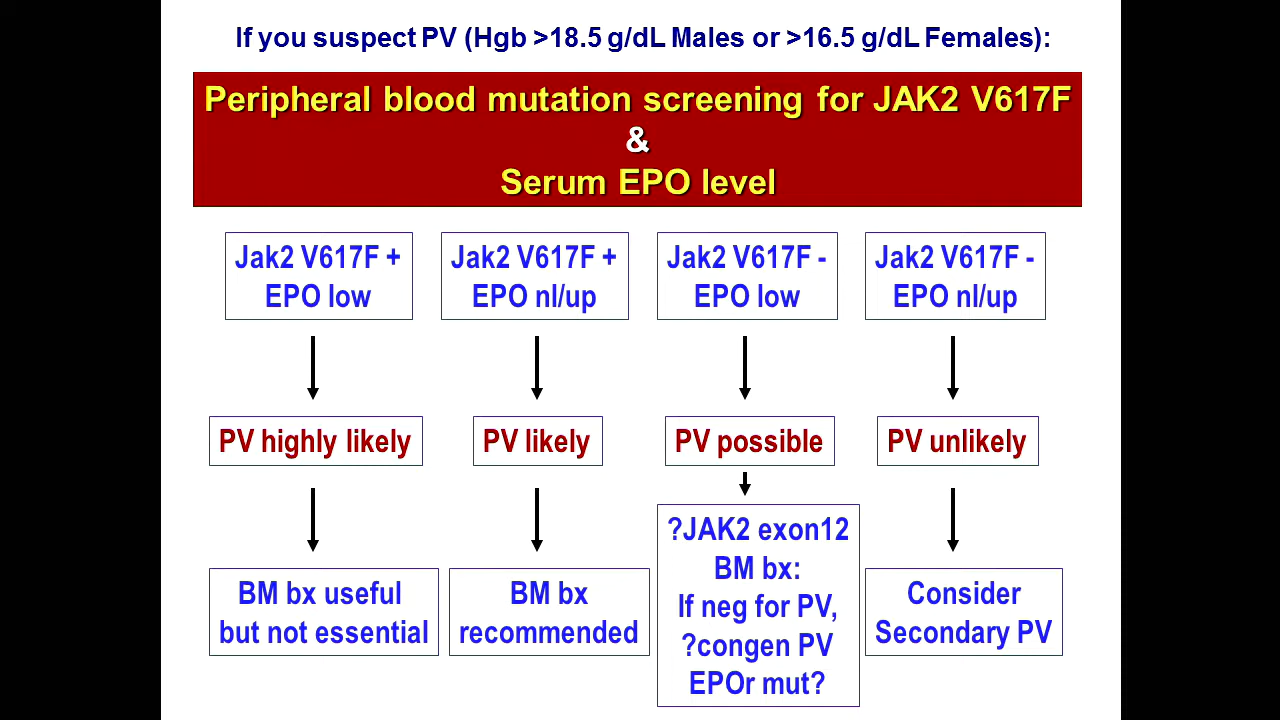 If you suspect PV (Hgb >18.5 g/dL Males or >16.5 g/dL Females):
Peripheral blood mutation screening for JAK2 V617F
&
Serum EPO level
Jak2 V617F +
EPO low
Jak2 V617F +
EPO nl/up
Jak2 V617F -
EPO low
Jak2 V617F -
EPO nl/up
PV highly likely
PV likely
PV possible
PV unlikely
BM bx useful
but not essential
BM bx
recommended
?JAK2 exon12
BM bx:
If neg for PV,
?congen PV
EPOr mut?
Consider
Secondary PV